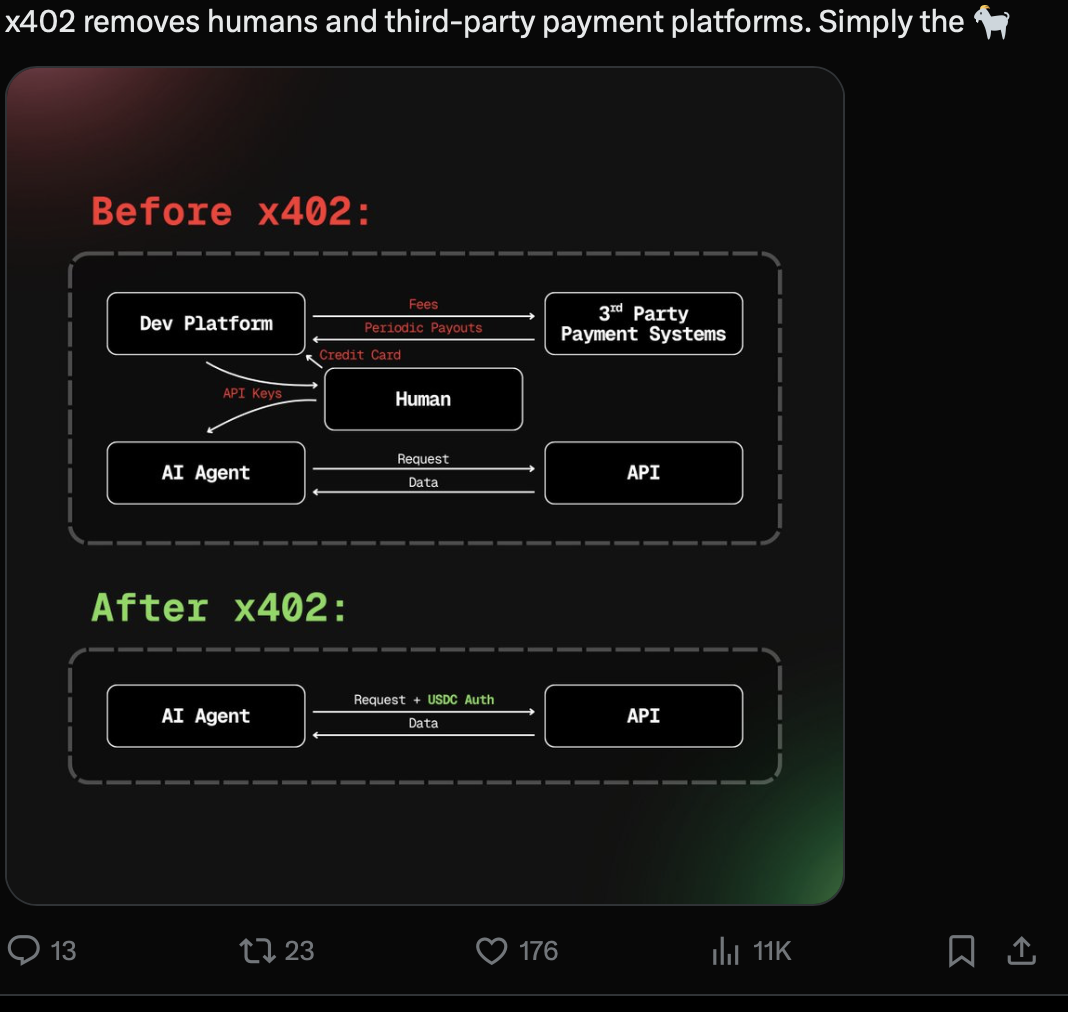 x402 removes humans and third-party payment platforms. Simply the 🐐
Before x402:
Dev Platform
Fees
Periodic Payouts
3rd Party
Payment Systems
Credit Card
API Keys
Human
AI Agent
Request
Data
API
After x402:
AI Agent
Request + USDC Auth
Data
API
13
23
176
11K